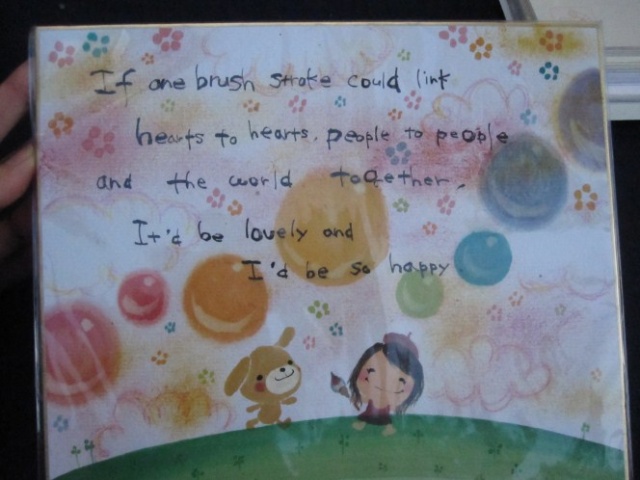 If one brush stroke could link
hearts to hearts, people to people
and the world together,
It'd be lovely and
I'd be so happy